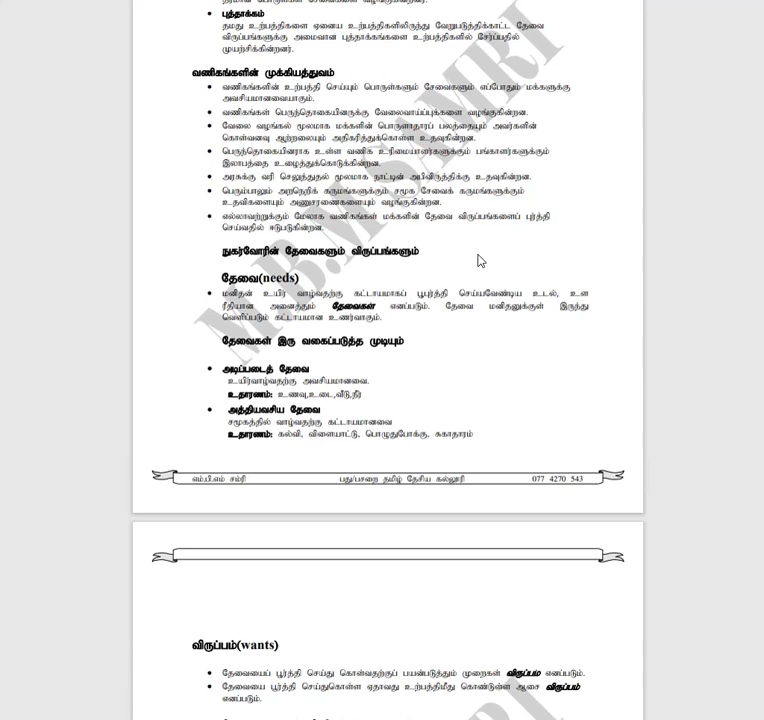 புத்தாக்கம்
தமது உற்பத்திகளை ஏனைய உற்பத்திகளிலிருந்து வேறுபடுத்திக்காட்ட தேவை
விருப்பங்களுக்கு அமைவான புத்தாக்கங்களை உற்பத்திகளில் சேர்ப்பதில்
முயற்சிக்கின்றனர்.
வணிகங்களின் முக்கியத்துவம்
வணிகங்களின் உற்பத்தி செய்யும் பொருள்களும் சேவைகளும் எப்போதும் மக்களுக்கு
அவசியமானவையாகும்.
வணிகங்கள் பெருந்தொகையினருக்கு வேலைவாய்ப்புக்களை வழங்குகின்றன.
வேலை வழங்கல் மூலமாக மக்களின் பொருளாதாரப் பலத்தையும் அவர்களின்
கொள்வனவு ஆற்றலையும் அதிகரித்துக்கொள்ள உதவுகின்றன.
பெருந்தொகையினராக உள்ள வணிக உரிமையாளர்களுக்கும் பங்காளர்களுக்கும்
இலாபத்தை உழைத்துக்கொடுக்கின்றன.
அரசுக்கு வரி செலுத்துதல் மூலமாக நாட்டின் அபிவிருத்திக்கு உதவுகின்றன.
பெரும்பாலும் அறநெறிக் கருமங்களுக்கும் சமூக சேவைக் கருமங்களுக்கும்
உதவிகளையும் அனுசரணைகளையும் வழங்குகின்றன.
எல்லாவற்றுக்கும் மேலாக வணிகங்கள் மக்களின் தேவை விருப்பங்களைப் பூர்த்தி
செய்வதில் ஈடுபடுகின்றன.
நுகர்வோரின் தேவைகளும் விருப்பங்களும்
தேவை(needs)
மனிதன் உயிர் வாழ்வதற்கு கட்டாயமாகப் பூபுர்த்தி செய்யவேண்டிய உடல், உள
ரீதியான அனைத்தும் தேவைகள் எனப்படும். தேவை மனிதனுக்குள் இருந்து
வெளிப்படும் கட்டாயமான உணர்வாகும்.
தேவைகள் இரு வகைப்படுத்த முடியும்
அடிப்படைத் தேவை
உயிர்வாழ்வதற்கு அவசியமானவை.
உதாரணம்: உணவு,உடை,வீடு,நீர்
அத்தியவசிய தேவை
சமூகத்தில் வாழ்வதற்கு கட்டாயமானவை
உதாரணம்: கல்வி, விளையாட்டு, பொழுதுபோக்கு, சுகாதாரம்
எம்.பி.எம் சம்ரி பது/பசறை தமிழ் தேசிய கல்லூரி 077 4270 543
விருப்பம்(wants)
தேவையைப் பூர்த்தி செய்து கொள்வதற்குப் பயன்படுத்தும் முறைகள் விருப்பம் எனப்படும்.
தேவையை பூர்த்தி செய்துகொள்ள ஏதாவது உற்பத்திமீது கொண்டுள்ள ஆசை விருப்பம்
எனப்படும்.
M.B.M SAMRI